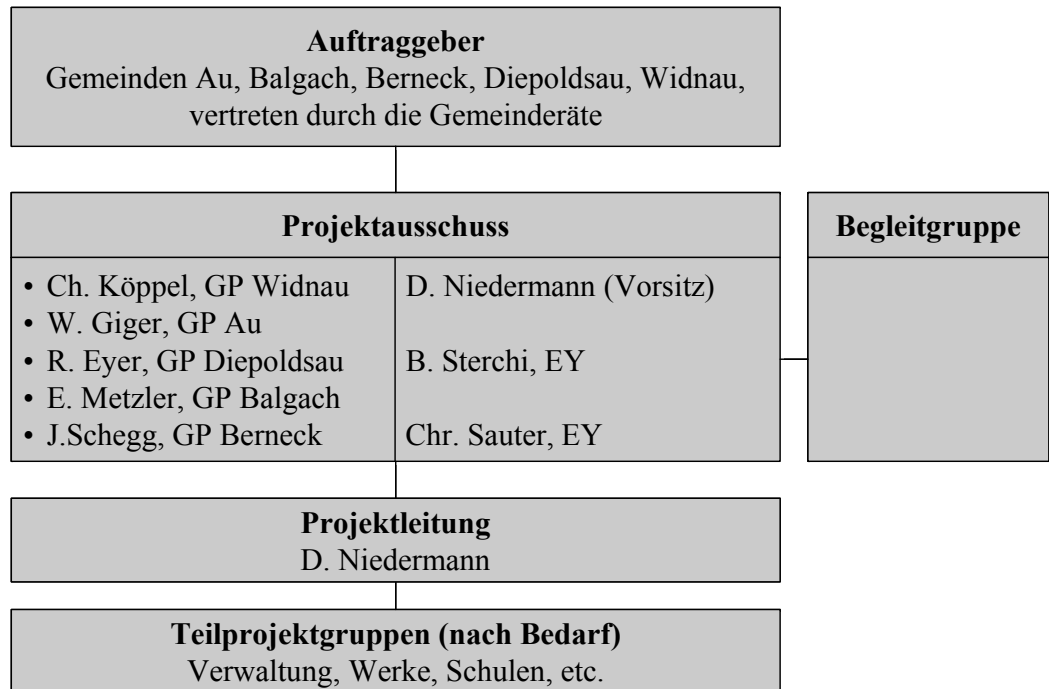 Auftraggeber
Gemeinden Au, Balgach, Berneck, Diepoldsau, Widnau,
vertreten durch die Gemeinderäte
Projektausschuss
• Ch. Köppel, GP Widnau
• W. Giger, GP Au
• R. Eyer, GP Diepoldsau
• E. Metzler, GP Balgach
• J.Schegg, GP Berneck
D. Niedermann (Vorsitz)
B. Sterchi, EY
Chr. Sauter, EY
Begleitgruppe
Projektleitung
D. Niedermann
Teilprojektgruppen (nach Bedarf)
Verwaltung, Werke, Schulen, etc.